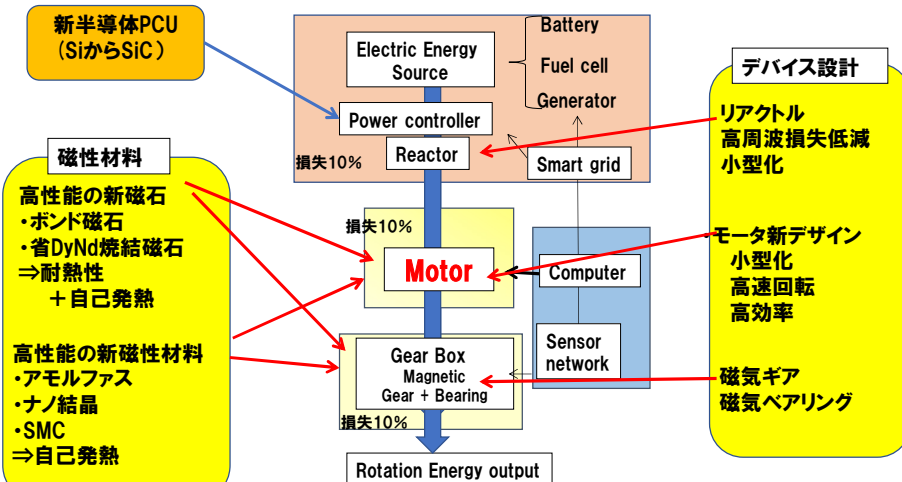 新半導体PCU
(SiからSiC)
Electric Energy
Source
Battery
Fuel cell
Generator
Power controller
Reactor
損失10%
Smart grid
デバイス設計
リアクトル
高周波損失低減
小型化
・モータ新デザイン
小型化
高速回転
高効率
磁気ギア
磁気ベアリング
磁性材料
高性能の新磁石
・ボンド磁石
・省DyNd焼結磁石
⇒耐熱性
＋自己発熱
高性能の新磁性材料
・アモルファス
・ナノ結晶
・SMC
⇒自己発熱
損失10%
Motor
Computer
Sensor
network
Gear Box
Magnetic
Gear + Bearing
損失10%
Rotation Energy output